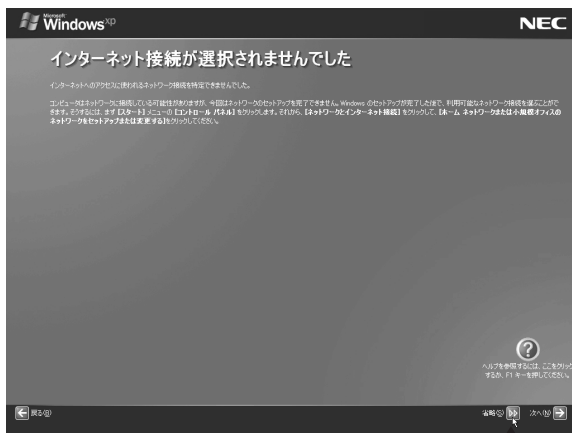 Microsoft
Windows xp
NEC
インターネット接続が選択されませんでした
インターネットへのアクセスに使われるネットワーク接続を特定できませんでした。
コンピュータはネットワークに接続している可能性がありますが、今回はネットワークのセットアップを完了できません。Windows のセットアップが完了した後で、利用可能なネットワーク接続を選ぶことがで
きます。そうするには、まず [スタート] メニューの [コントロール パネル] をクリックします。それから、[ネットワークとインターネット接続] をクリックして、[ホーム ネットワークまたは小規模オフィスの
ネットワークをセットアップまたは変更する]をクリックしてください。
?
ヘルプを参照するには、ここをクリック
するか、F1 キーを押してください。
戻る(B)
省略(S)
次へ(N)